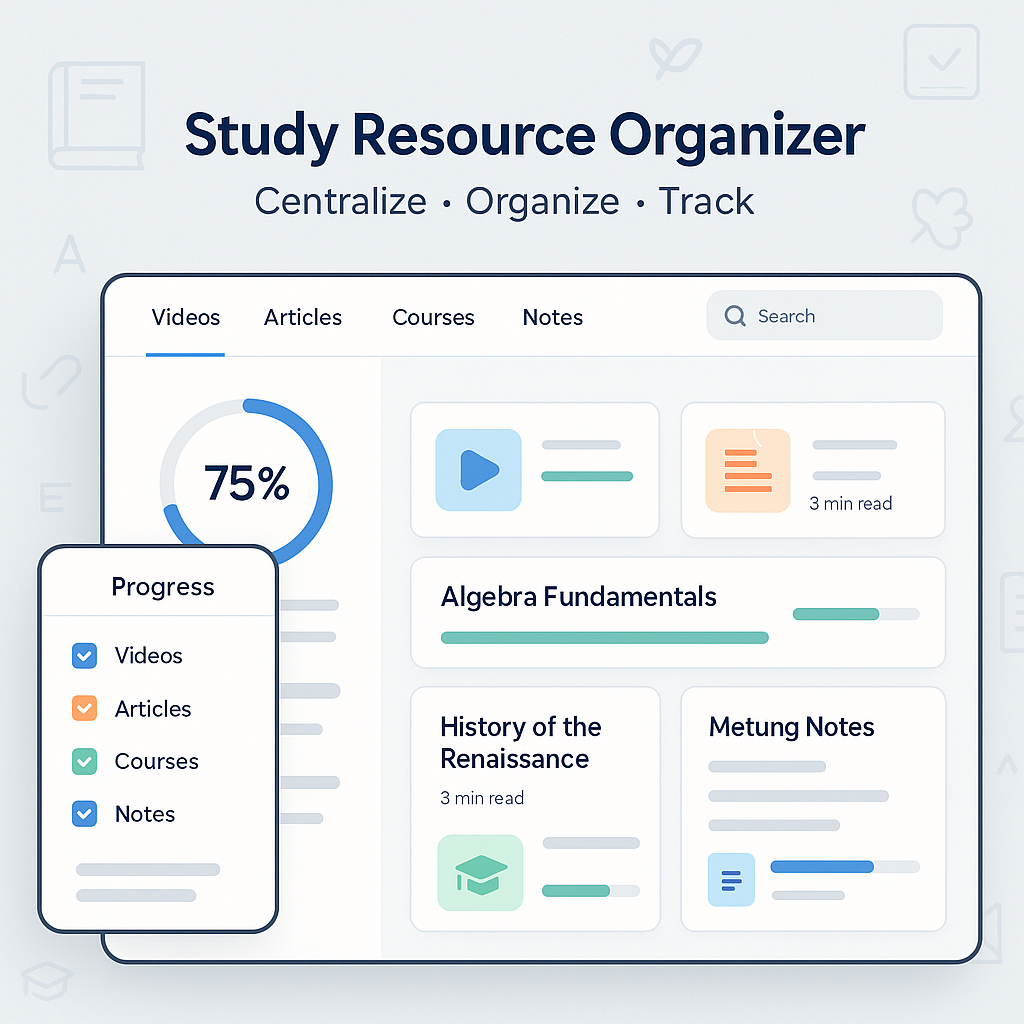 Study Resource Organizer
Centralize • Organize • Track
Videos Articles Courses Notes Search
75%
3 min read
Algebra Fundamentals
Progress
Videos
Articles
Courses
Notes
History of the
Renaissance
3 min read
Metung Notes
A
E